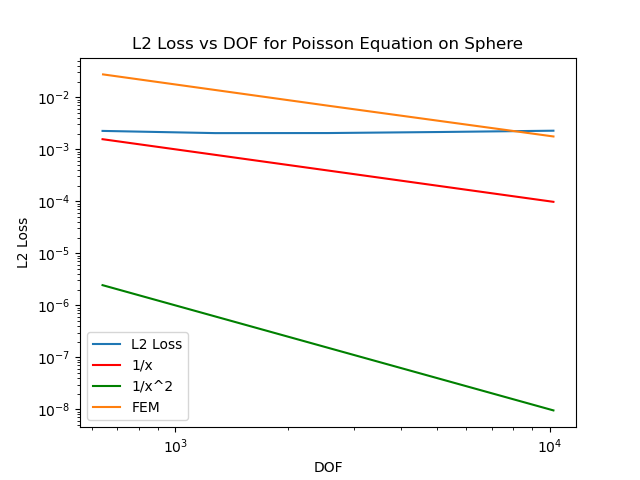 L2 Loss vs DOF for Poisson Equation on Sphere
L2 Loss
10^-2
10^-3
10^-4
10^-5
10^-6
10^-7
10^-8
L2 Loss
1/x
1/x^2
FEM
10^3
10^4
DOF